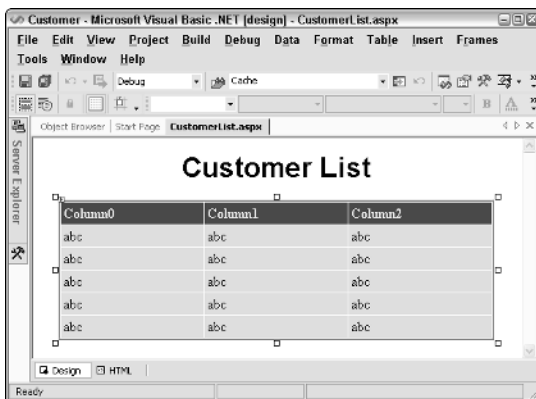 Customer - Microsoft Visual Basic .NET [design] - CustomerList.aspx
File Edit View Project Build Debug Data Format Table Insert Frames
Tools Window Help
Debug Cache
B A
Object Browser Start Page CustomerList.aspx
Server Explorer
Customer List
Column0 Column1 Column2
abc abc abc
abc abc abc
abc abc abc
abc abc abc
abc abc abc
Design HTML
Ready